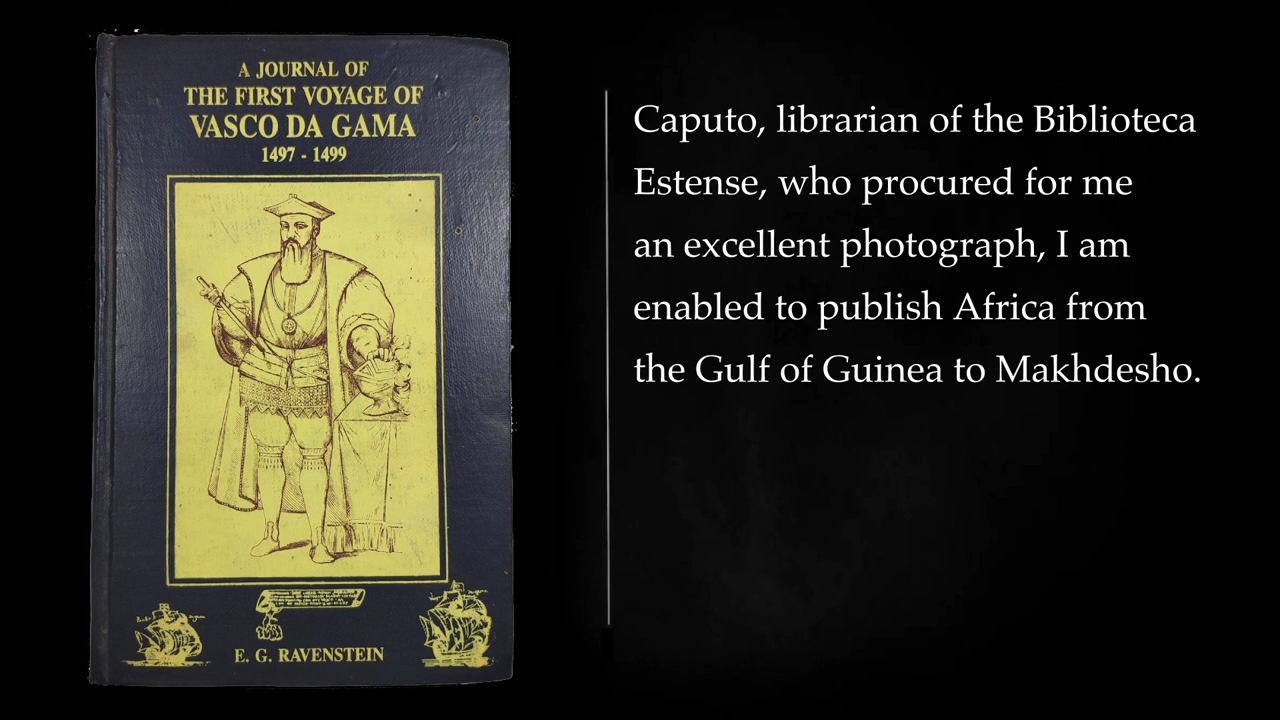 A JOURNAL OF
THE FIRST VOYAGE OF
VASCO DA GAMA
1497 - 1499
E. G. RAVENSTEIN
Caputo, librarian of the Biblioteca
Estense, who procured for me
an excellent photograph, I am
enabled to publish Africa from
the Gulf of Guinea to Makhdesho.